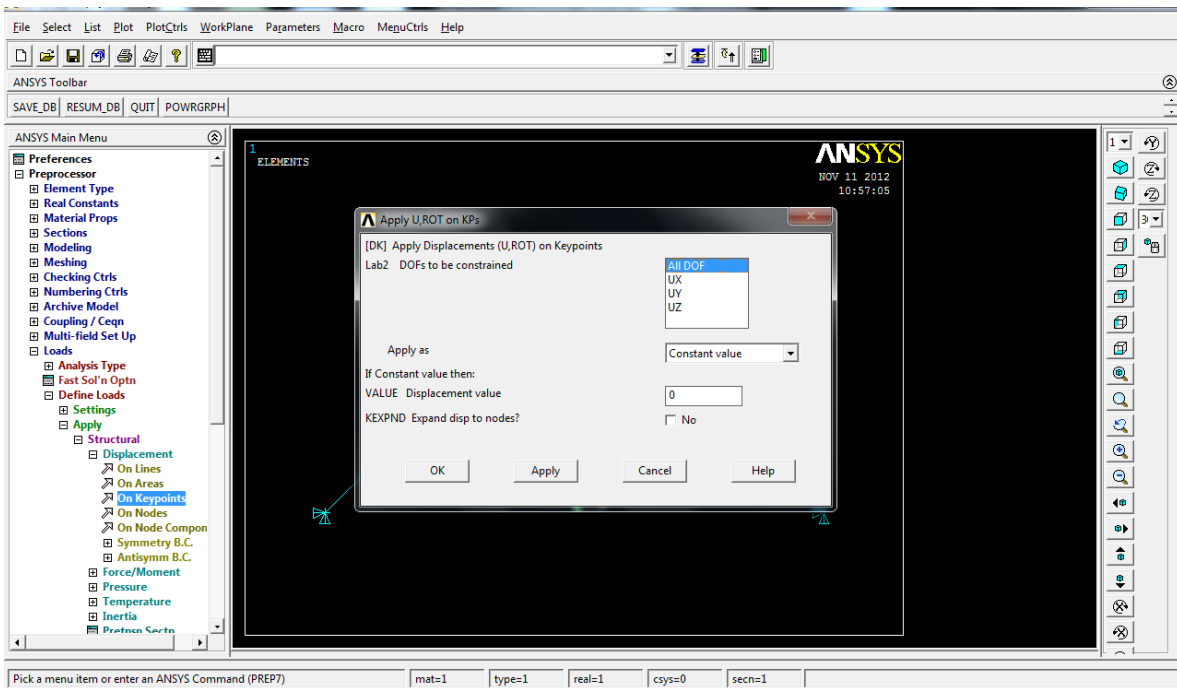 File Select List Plot PlotCtrls WorkPlane Parameters Macro MenuCtrls Help
ANSYS Toolbar
SAVE_DB RESUM_DB QUIT POWRGRPH
ANSYS Main Menu
Preferences
Preprocessor
Element Type
Real Constants
Material Props
Sections
Modeling
Meshing
Checking Ctrls
Numbering Ctrls
Archive Model
Coupling / Ceqn
Multi-field Set Up
Loads
Analysis Type
Fast Sol'n Optn
Define Loads
Settings
Apply
Structural
Displacement
On Lines
On Areas
On Keypoints
On Nodes
On Node Compon
Symmetry B.C.
Antisymm B.C.
Force/Moment
Pressure
Temperature
Inertia
Pretnsn Sectn
1
ELEMENTS
ANSYS
NOV 11 2012
10:57:05
Apply U,ROT on KPs
[DK] Apply Displacements (U,ROT) on Keypoints
Lab2 DOFs to be constrained
All DOF
UX
UY
UZ
Apply as Constant value
If Constant value then:
VALUE Displacement value 0
KEXPND Expand disp to nodes? No
OK Apply Cancel Help
1
Pick a menu item or enter an ANSYS Command (PREP7) mat=1 type=1 real=1 csys=0 secn=1